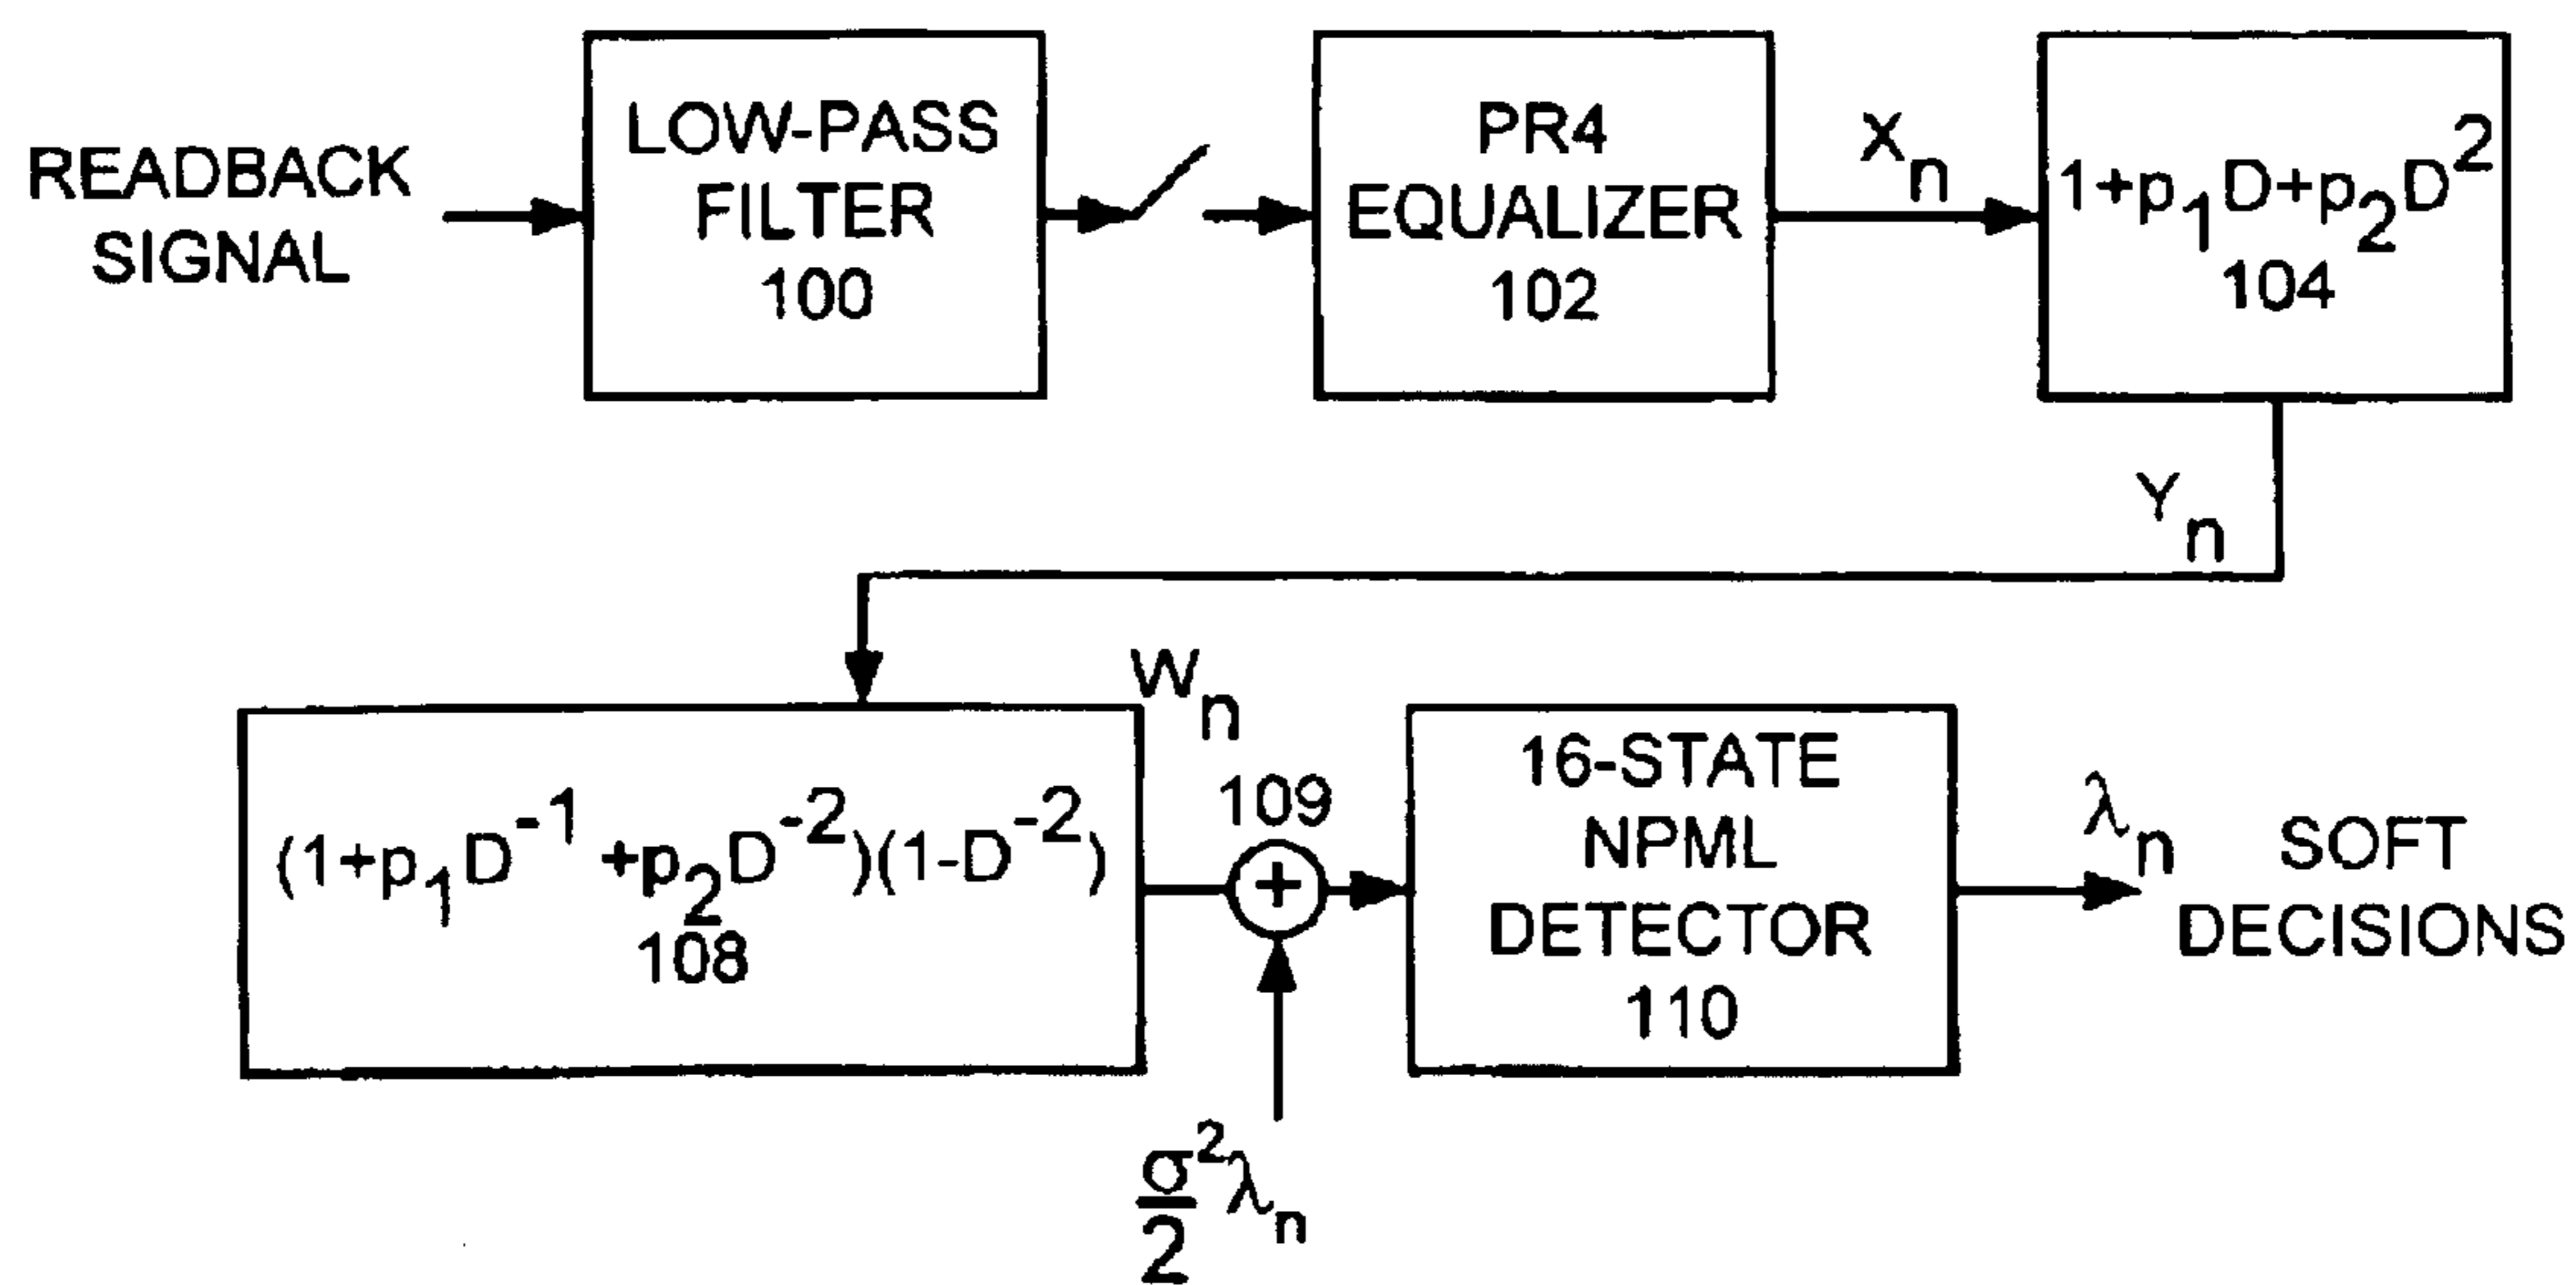 READBACK
SIGNAL
LOW-PASS
FILTER
100
PR4
EQUALIZER
102
Xn
1+p1D+p2D²
104
Yn
(1+p1D⁻¹ +p2D⁻²)(1-D⁻²)
108
Wn
109
+
σ²/2 λn
16-STATE
NPML
DETECTOR
110
λn
SOFT
DECISIONS